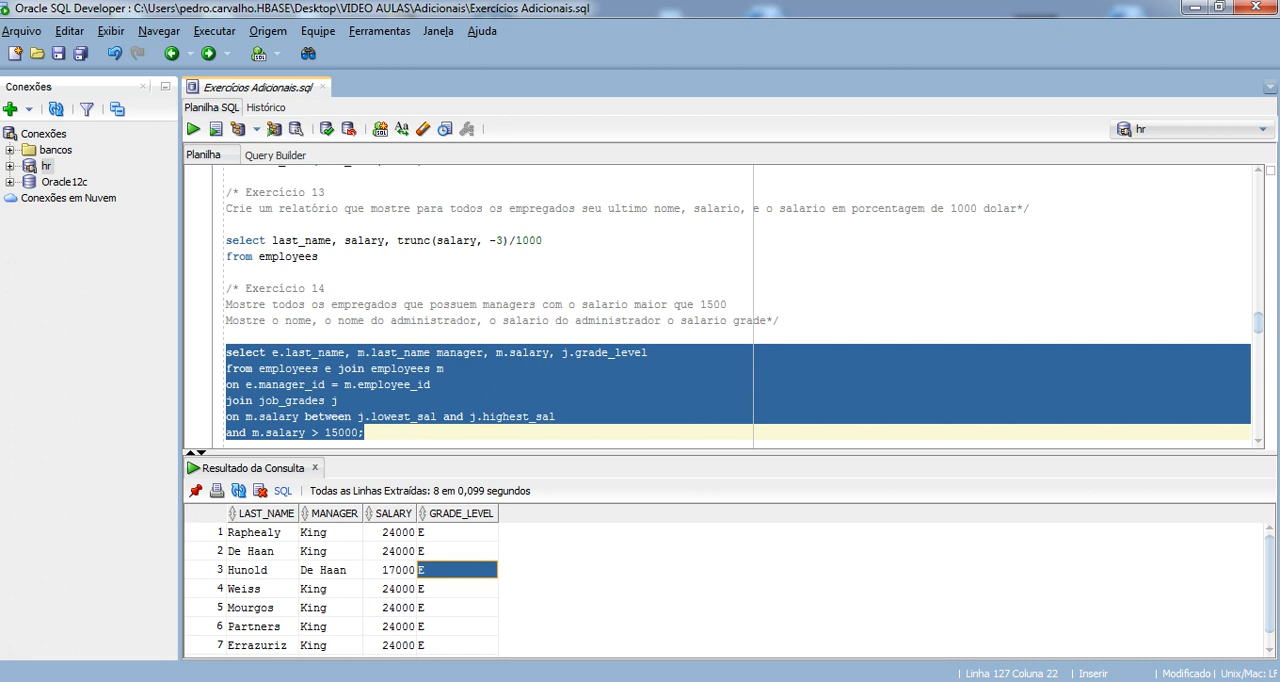 Oracle SQL Developer : C:\Users\pedro.carvalho.HBASE\Desktop\VIDEO AULAS\Adicionais\Exercícios Adicionais.sql
Arquivo Editar Exibir Navegar Executar Origem Equipe Ferramentas Janela Ajuda
Conexões
Exercícios Adicionais.sql
Planilha SQL Histórico
Conexões
bancos
hr
Oracle12c
Conexões em Nuvem
hr
Planilha Query Builder
/* Exercício 13
Crie um relatório que mostre para todos os empregados seu ultimo nome, salario, e o salario em porcentagem de 1000 dolar*/
select last_name, salary, trunc(salary, -3)/1000
from employees
/* Exercício 14
Mostre todos os empregados que possuem managers com o salario maior que 1500
Mostre o nome, o nome do administrador, o salario do administrador o salario grade*/
select e.last_name, m.last_name manager, m.salary, j.grade_level
from employees e join employees m
on e.manager_id = m.employee_id
join job_grades j
on m.salary between j.lowest_sal and j.highest_sal
and m.salary > 15000;
Resultado da Consulta x
SQL | Todas as Linhas Extraídas: 8 em 0,099 segundos
LAST_NAME MANAGER SALARY GRADE_LEVEL
1 Raphealy King 24000 E
2 De Haan King 24000 E
3 Hunold De Haan 17000 E
4 Weiss King 24000 E
5 Mourgos King 24000 E
6 Partners King 24000 E
7 Errazuriz King 24000 E
Linha 127 Coluna 22 | Inserir | Modificado | Unix/Mac: LF